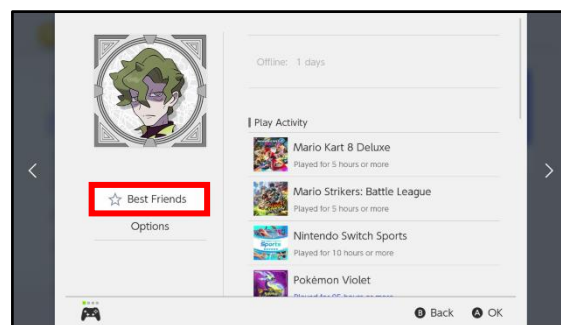 Offline: 1 days
Play Activity
Mario Kart 8 Deluxe
Played for 5 hours or more
Mario Strikers: Battle League
Played for 5 hours or more
☆ Best Friends
Options
Nintendo Switch Sports
Played for 10 hours or more
Pokémon Violet
B Back A OK